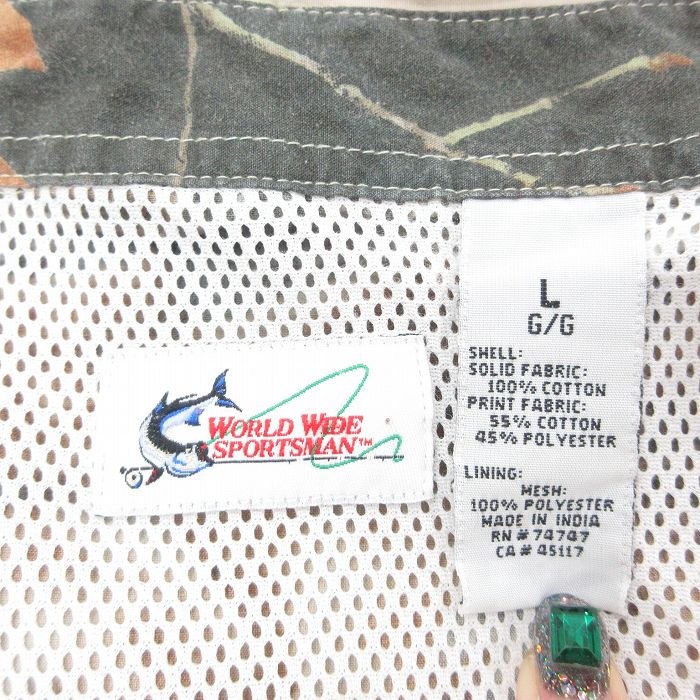 WORLD WIDE
SPORTSMAN™
L
G/G
SHELL:
SOLID FABRIC:
100% COTTON
PRINT FABRIC:
55% COTTON
45% POLYESTER
LINING:
MESH:
100% POLYESTER
MADE IN INDIA
RN # 74747
CA # 45117